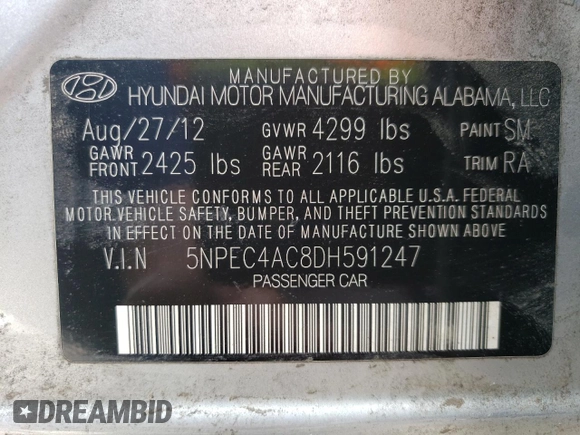 MANUFACTURED BY
HYUNDAI MOTOR MANUFACTURING ALABAMA, LLC
Aug/27/12 GVWR 4299 lbs PAINT SM
GAWR FRONT 2425 lbs GAWR REAR 2116 lbs TRIM RA
THIS VEHICLE CONFORMS TO ALL APPLICABLE U.S.A. FEDERAL
MOTOR VEHICLE SAFETY, BUMPER, AND THEFT STANDARDS
IN EFFECT ON THE DATE OF MANUFACTURE SHOWN ABOVE
V.I.N 5NPEC4AC8DH591247
PASSENGER CAR
DREAMBID